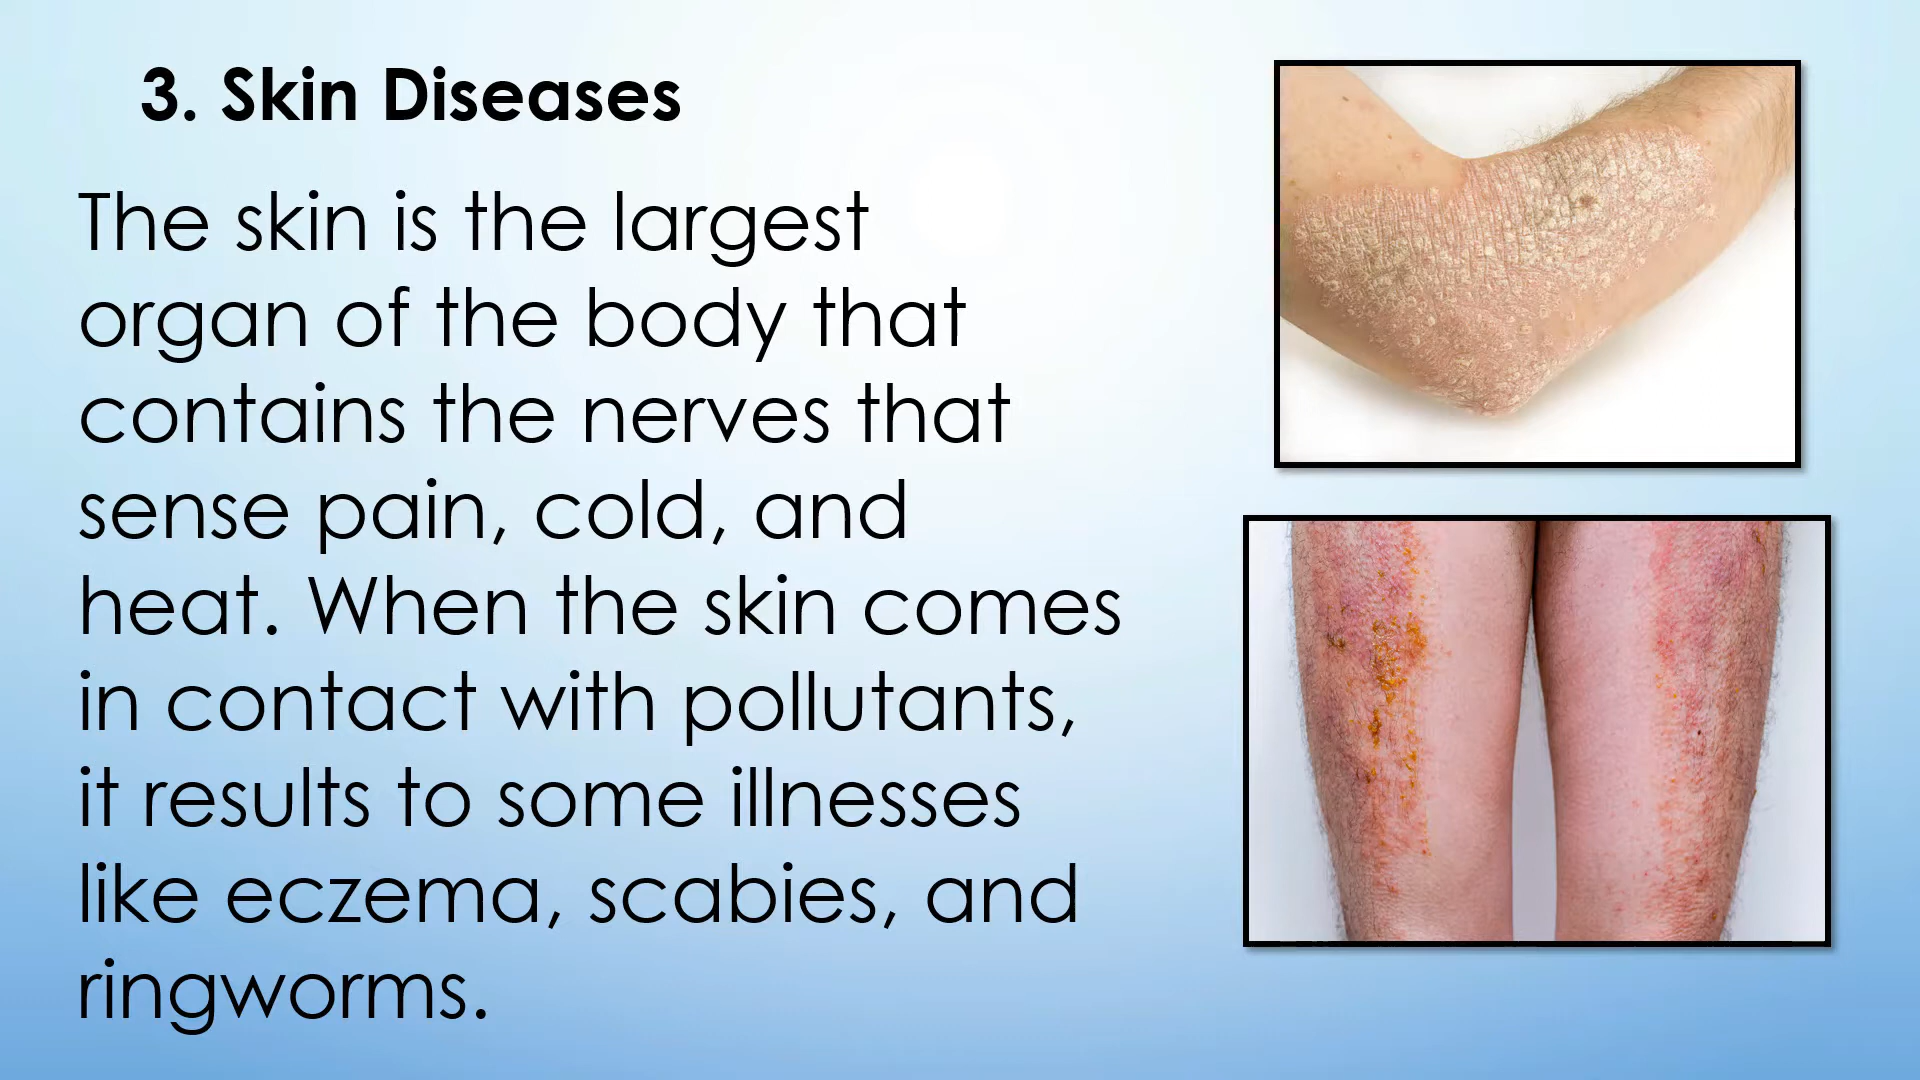 3. Skin Diseases
The skin is the largest
organ of the body that
contains the nerves that
sense pain, cold, and
heat. When the skin comes
in contact with pollutants,
it results to some illnesses
like eczema, scabies, and
ringworms.